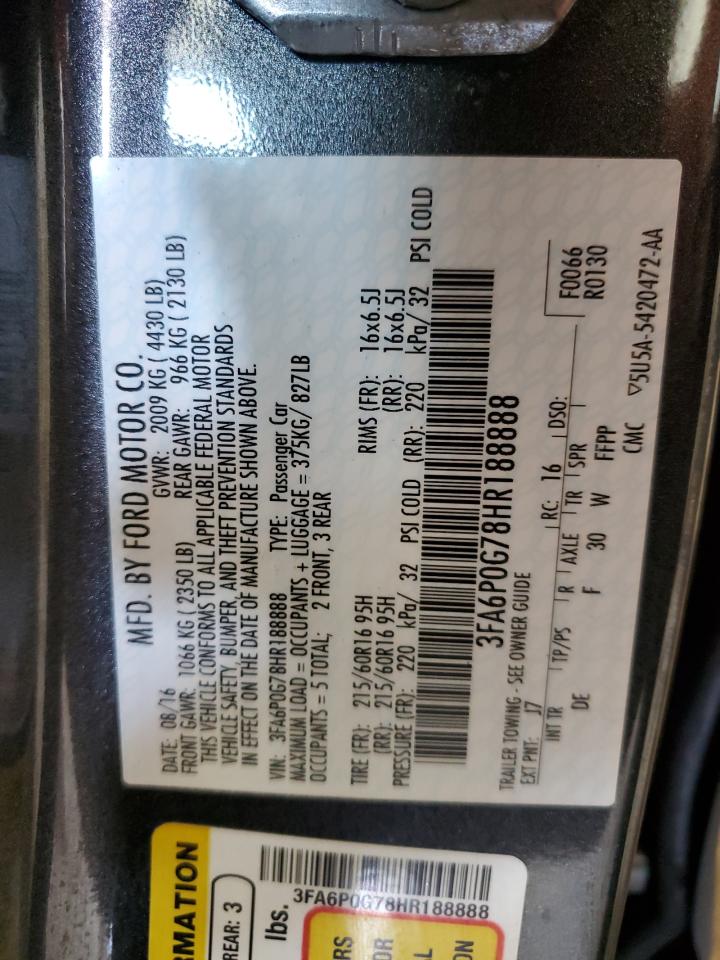 MFD. BY FORD MOTOR CO.
DATE: 08/16 GVWR: 2009 KG ( 4430 LB)
FRONT GAWR: 1066 KG ( 2350 LB) REAR GAWR: 966 KG ( 2130 LB)
THIS VEHICLE CONFORMS TO ALL APPLICABLE FEDERAL MOTOR
VEHICLE SAFETY, BUMPER, AND THEFT PREVENTION STANDARDS
IN EFFECT ON THE DATE OF MANUFACTURE SHOWN ABOVE.
VIN: 3FA6P0G78HR188888 TYPE: Passenger Car
MAXIMUM LOAD = OCCUPANTS + LUGGAGE = 375KG/ 827LB
OCCUPANTS = 5 TOTAL; 2 FRONT, 3 REAR
TIRE (FR): 215/60R16 95H RIMS (FR): 16x6.5J
(RR): 215/60R16 95H (RR): 16x6.5J
PRESSURE (FR): 220 kPa/ 32 PSI COLD (RR): 220 kPa/ 32 PSI COLD
3FA6P0G78HR188888
TRAILER TOWING - SEE OWNER GUIDE
EXT PNT: J7 RC: 16 DSO: F0066
R0130
INT TR TP/PS R AXLE TR SPR
DE F 30 W FFPP
CMC ▽5U5A-5420472-AA
RMATION
REAR: 3
lbs.
3FA6P0G78HR188888
RS
OR
L
ON